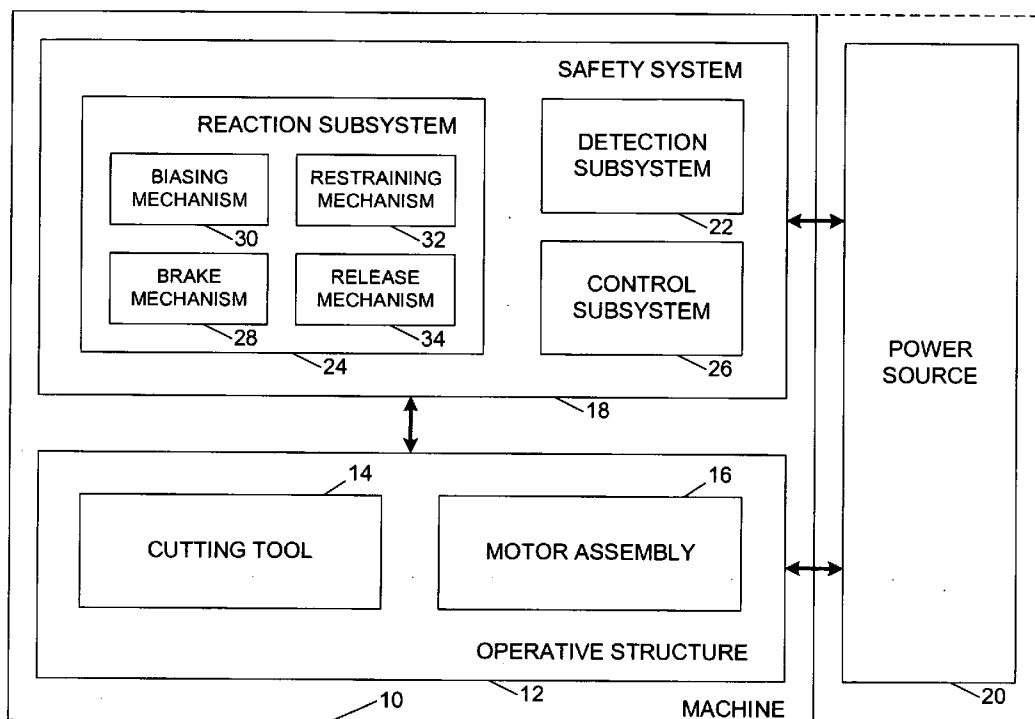 SAFETY SYSTEM
REACTION SUBSYSTEM
BIASING
MECHANISM
30
RESTRAINING
MECHANISM
32
BRAKE
MECHANISM
28
RELEASE
MECHANISM
34
24
DETECTION
SUBSYSTEM
22
CONTROL
SUBSYSTEM
26
18
POWER
SOURCE
20
14
CUTTING TOOL
16
MOTOR ASSEMBLY
OPERATIVE STRUCTURE
12
10
MACHINE